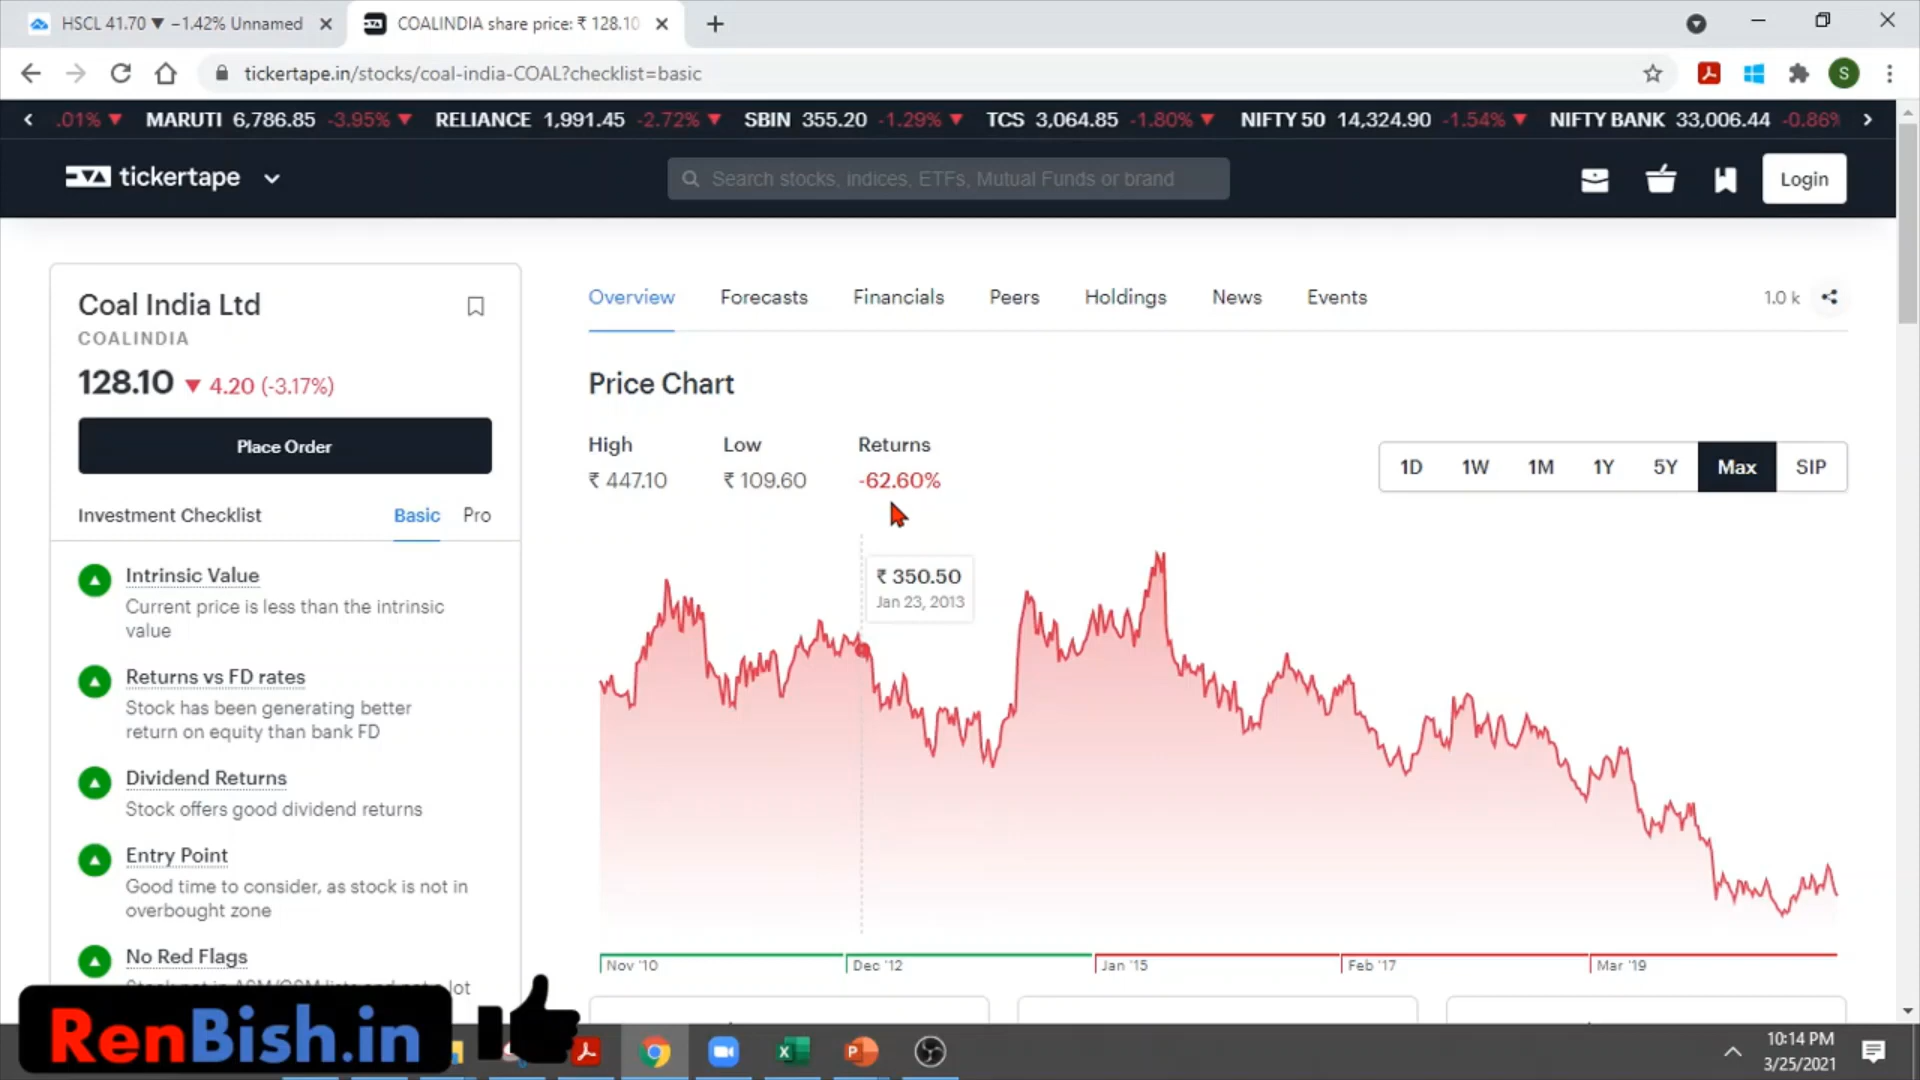 HSCL 41.70 ▼ −1.42% Unnamed
COALINDIA share price: ₹ 128.10
tickertape.in/stocks/coal-india-COAL?checklist=basic
S
.01% ▼ MARUTI 6,786.85 -3.95% ▼ RELIANCE 1,991.45 -2.72% ▼ SBIN 355.20 -1.29% ▼ TCS 3,064.85 -1.80% ▼ NIFTY 50 14,324.90 -1.54% ▼ NIFTY BANK 33,006.44 -0.86%
tickertape
Search stocks, indices, ETFs, Mutual Funds or brand
Login
Coal India Ltd
COALINDIA
128.10 ▼ 4.20 (-3.17%)
Place Order
Investment Checklist Basic Pro
Intrinsic Value
Current price is less than the intrinsic
value
Returns vs FD rates
Stock has been generating better
return on equity than bank FD
Dividend Returns
Stock offers good dividend returns
Entry Point
Good time to consider, as stock is not in
overbought zone
No Red Flags
Overview Forecasts Financials Peers Holdings News Events
1.0 k
Price Chart
High Low Returns
₹ 447.10 ₹ 109.60 -62.60%
1D 1W 1M 1Y 5Y Max SIP
₹ 350.50
Jan 23, 2013
Nov '10 Dec '12 Jan '15 Feb '17 Mar '19
RenBish.in
10:14 PM
3/25/2021